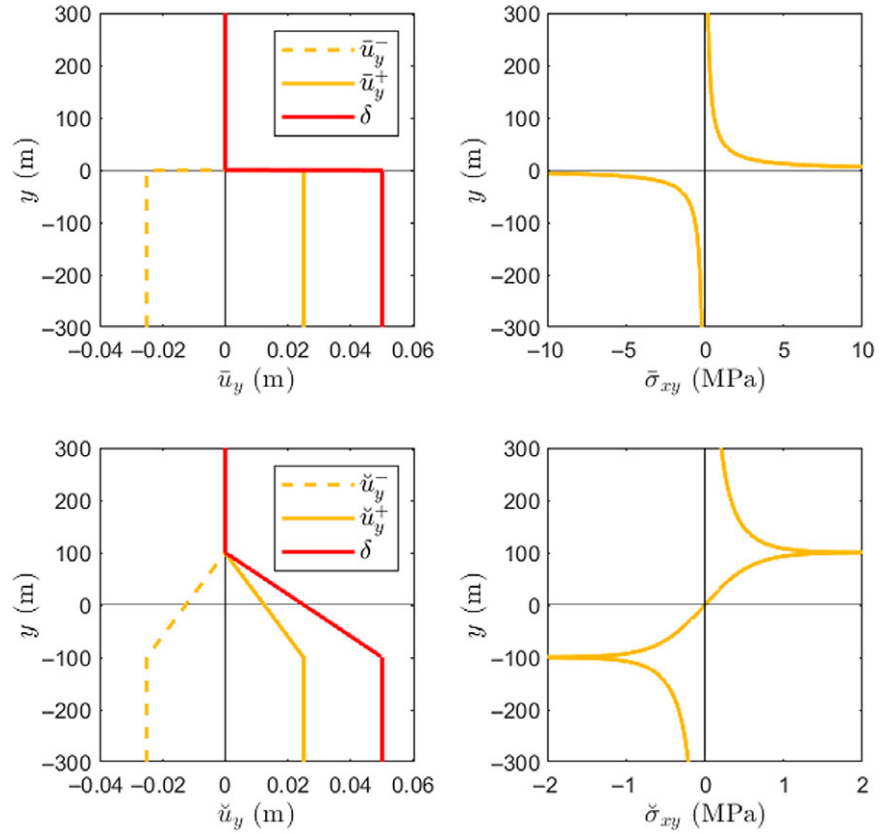 300
200
100
0
−100
−200
−300
y (m)
−0.04 −0.02 0 0.02 0.04 0.06
ū_y (m)
ū_y^−
ū_y^+
δ
300
200
100
0
−100
−200
−300
y (m)
−10 −5 0 5 10
σ̄_xy (MPa)
300
200
100
0
−100
−200
−300
y (m)
−0.04 −0.02 0 0.02 0.04 0.06
ŭ_y (m)
ŭ_y^−
ŭ_y^+
δ
300
200
100
0
−100
−200
−300
y (m)
−2 −1 0 1 2
σ̆_xy (MPa)